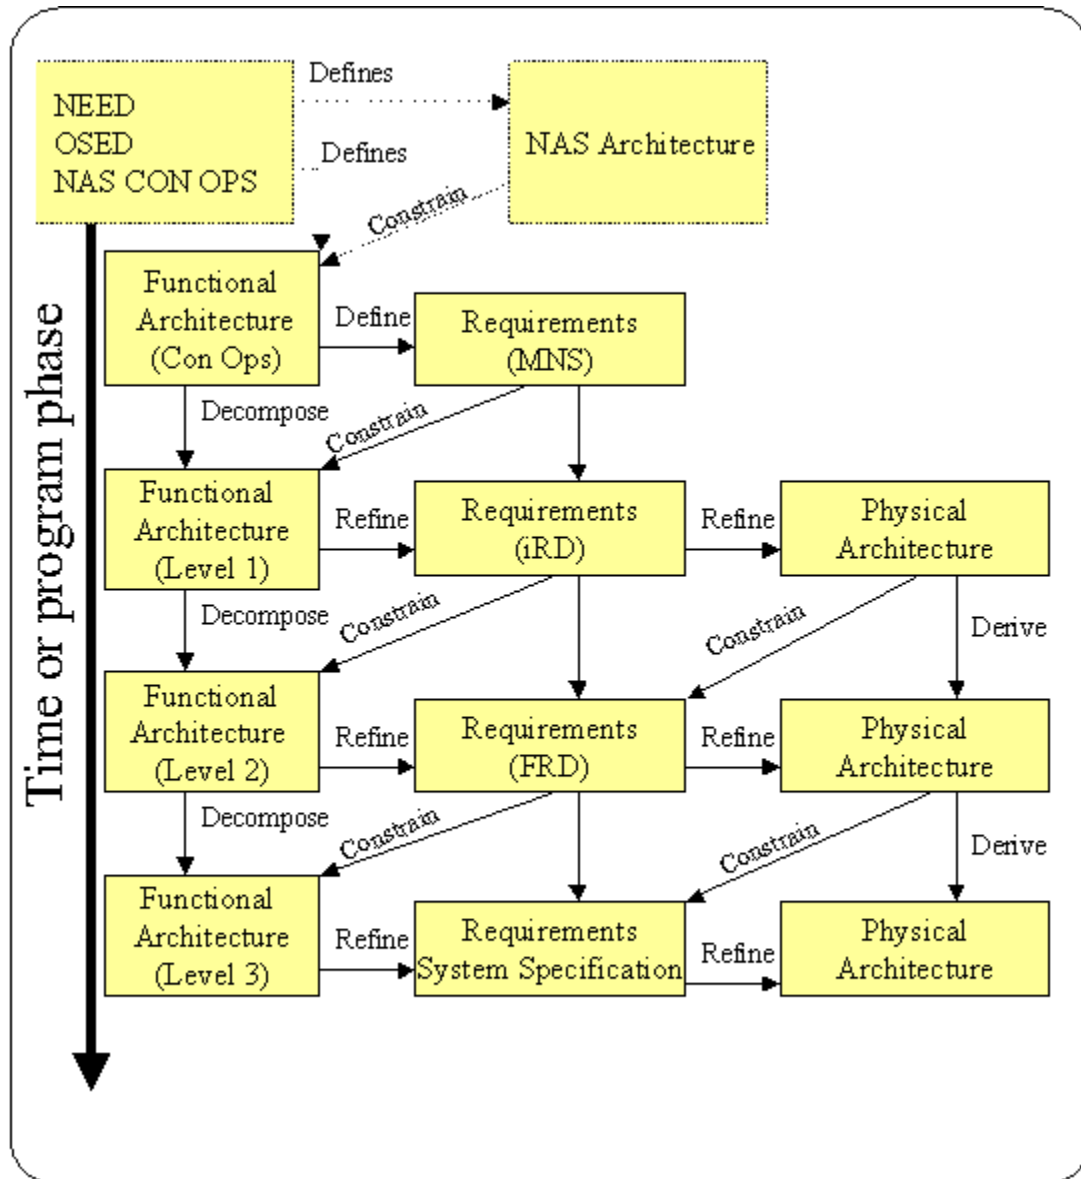 Defines
NEED
OSED
NAS CON OPS
NAS Architecture
Defines
Constrain
Functional
Architecture
(Con Ops)
Define
Requirements
(MNS)
Decompose
Constrain
Functional
Architecture
(Level 1)
Refine
Requirements
(iRD)
Refine
Physical
Architecture
Decompose
Constrain
Constrain
Derive
Functional
Architecture
(Level 2)
Refine
Requirements
(FRD)
Refine
Physical
Architecture
Decompose
Constrain
Constrain
Derive
Functional
Architecture
(Level 3)
Refine
Requirements
System Specification
Refine
Physical
Architecture
Time or program phase